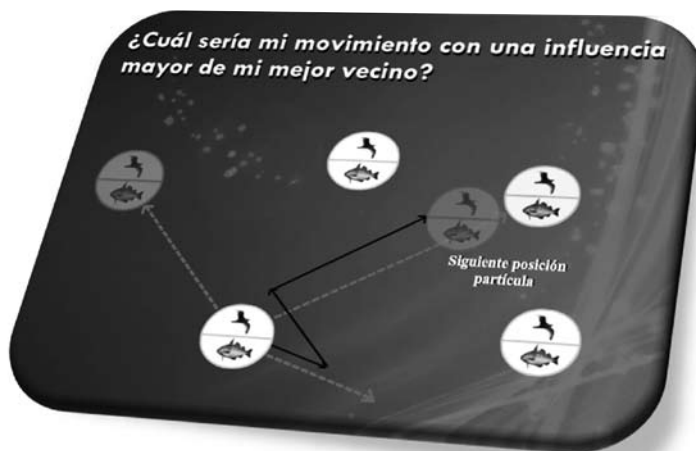 ¿Cuál sería mi movimiento con una influencia
mayor de mi mejor vecino?
Siguiente posición
partícula